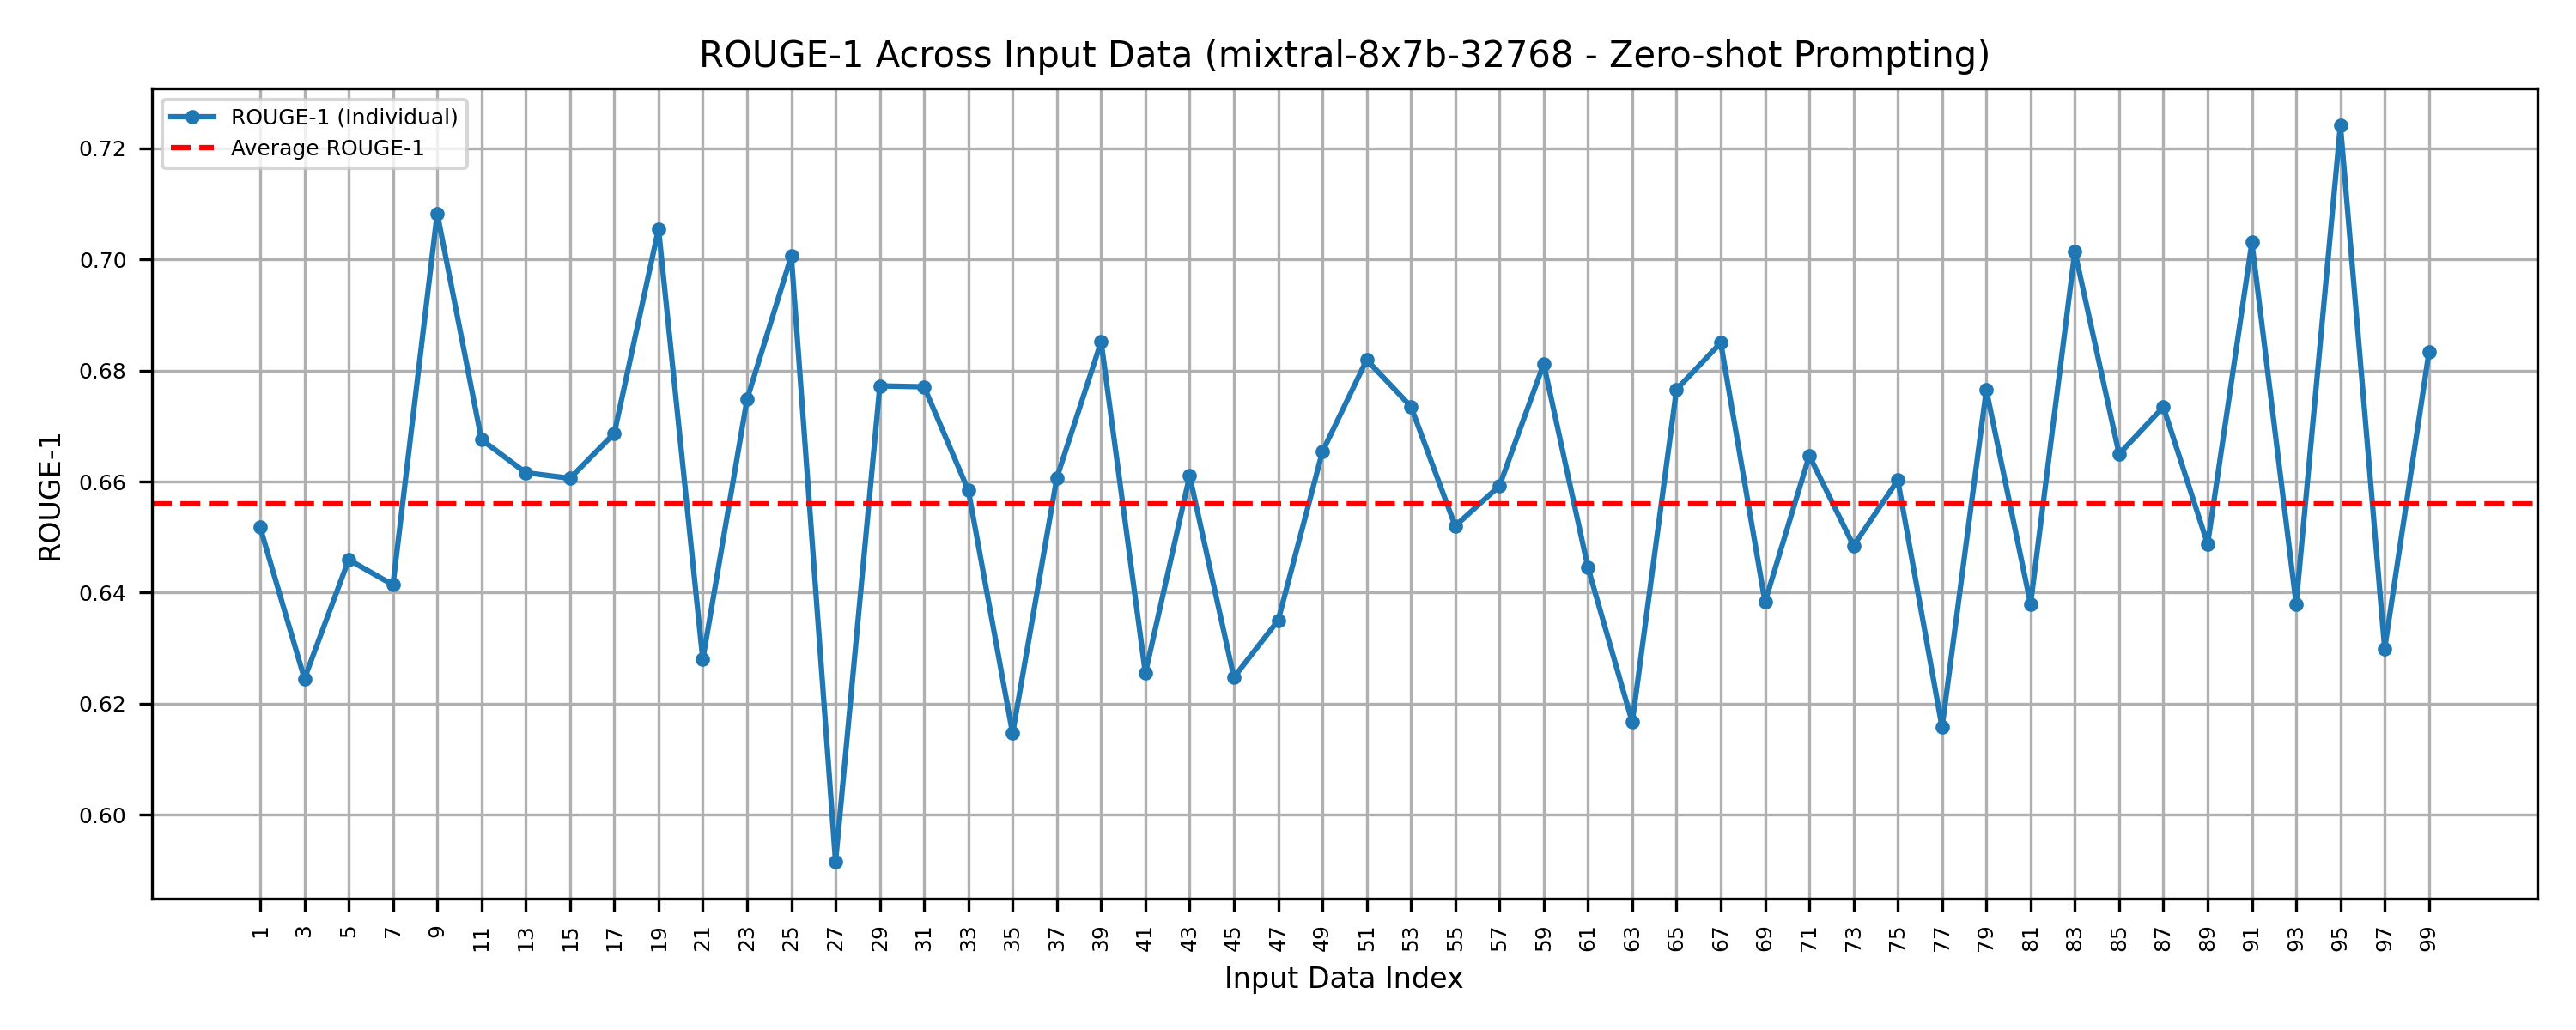 ROUGE-1 Across Input Data (mixtral-8x7b-32768 - Zero-shot Prompting)
ROUGE-1 (Individual)
Average ROUGE-1
ROUGE-1
0.72
0.70
0.68
0.66
0.64
0.62
0.60
1 3 5 7 9 11 13 15 17 19 21 23 25 27 29 31 33 35 37 39 41 43 45 47 49 51 53 55 57 59 61 63 65 67 69 71 73 75 77 79 81 83 85 87 89 91 93 95 97 99
Input Data Index